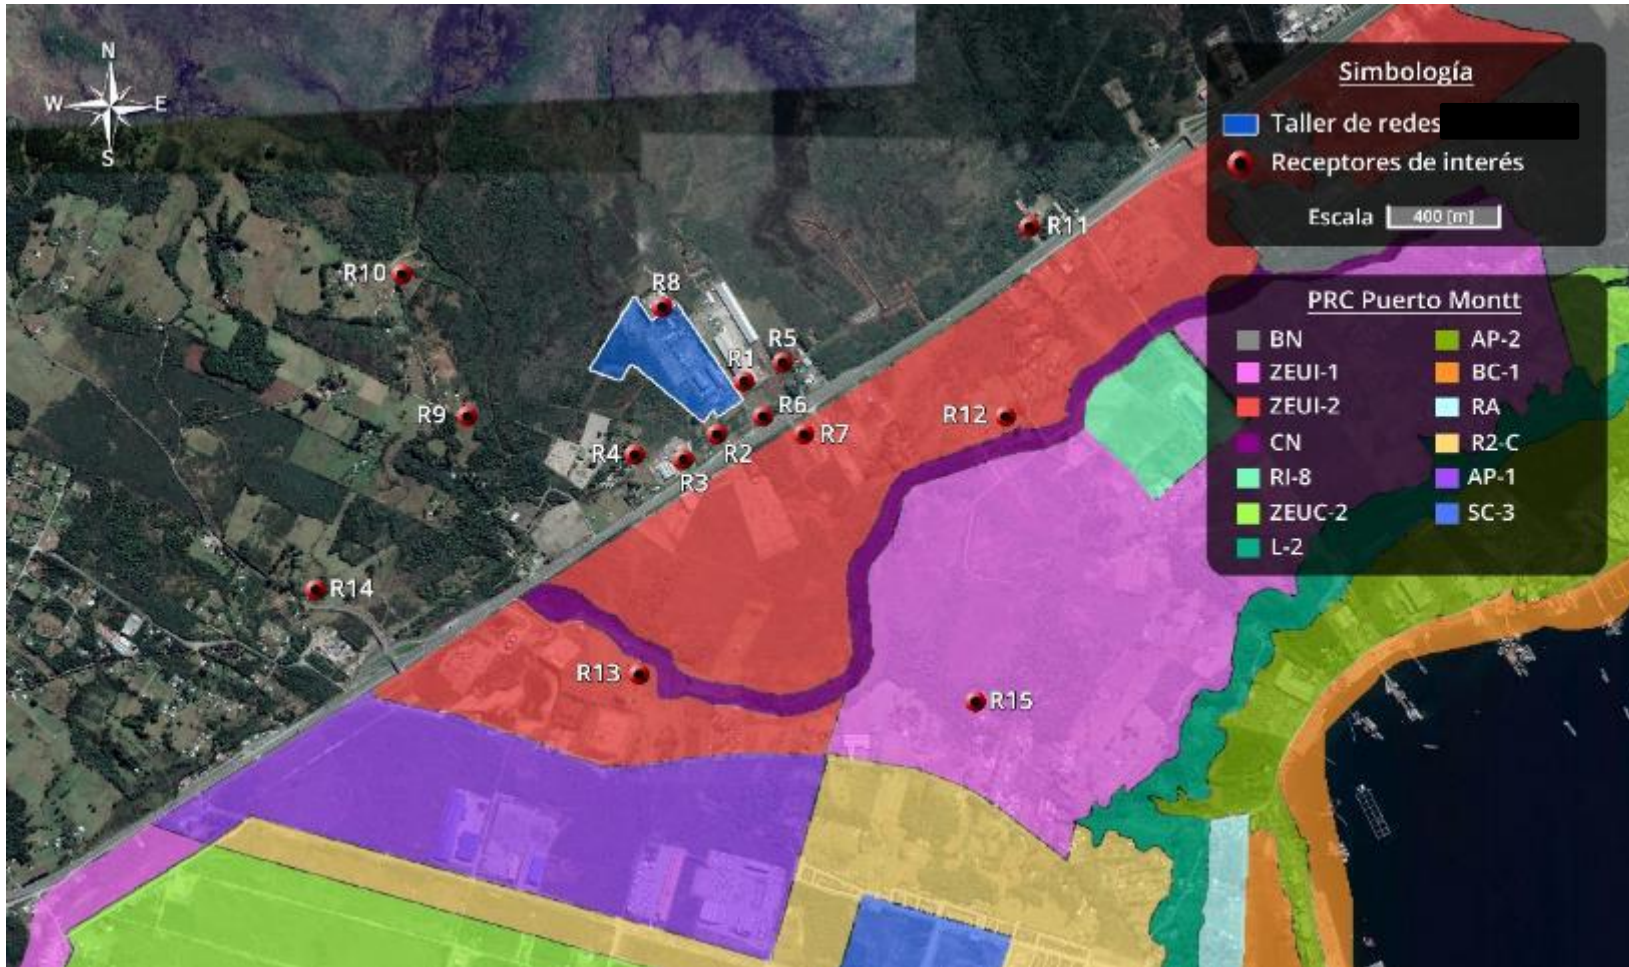 N
W E
S
Simbología
Taller de redes
Receptores de interés
Escala 400 [m]
PRC Puerto Montt
BN
ZEUI-1
ZEUI-2
CN
RI-8
ZEUC-2
L-2
AP-2
BC-1
RA
R2-C
AP-1
SC-3
R11
R10
R8
R5
R1
R9
R6
R12
R7
R4
R2
R3
R14
R13
R15